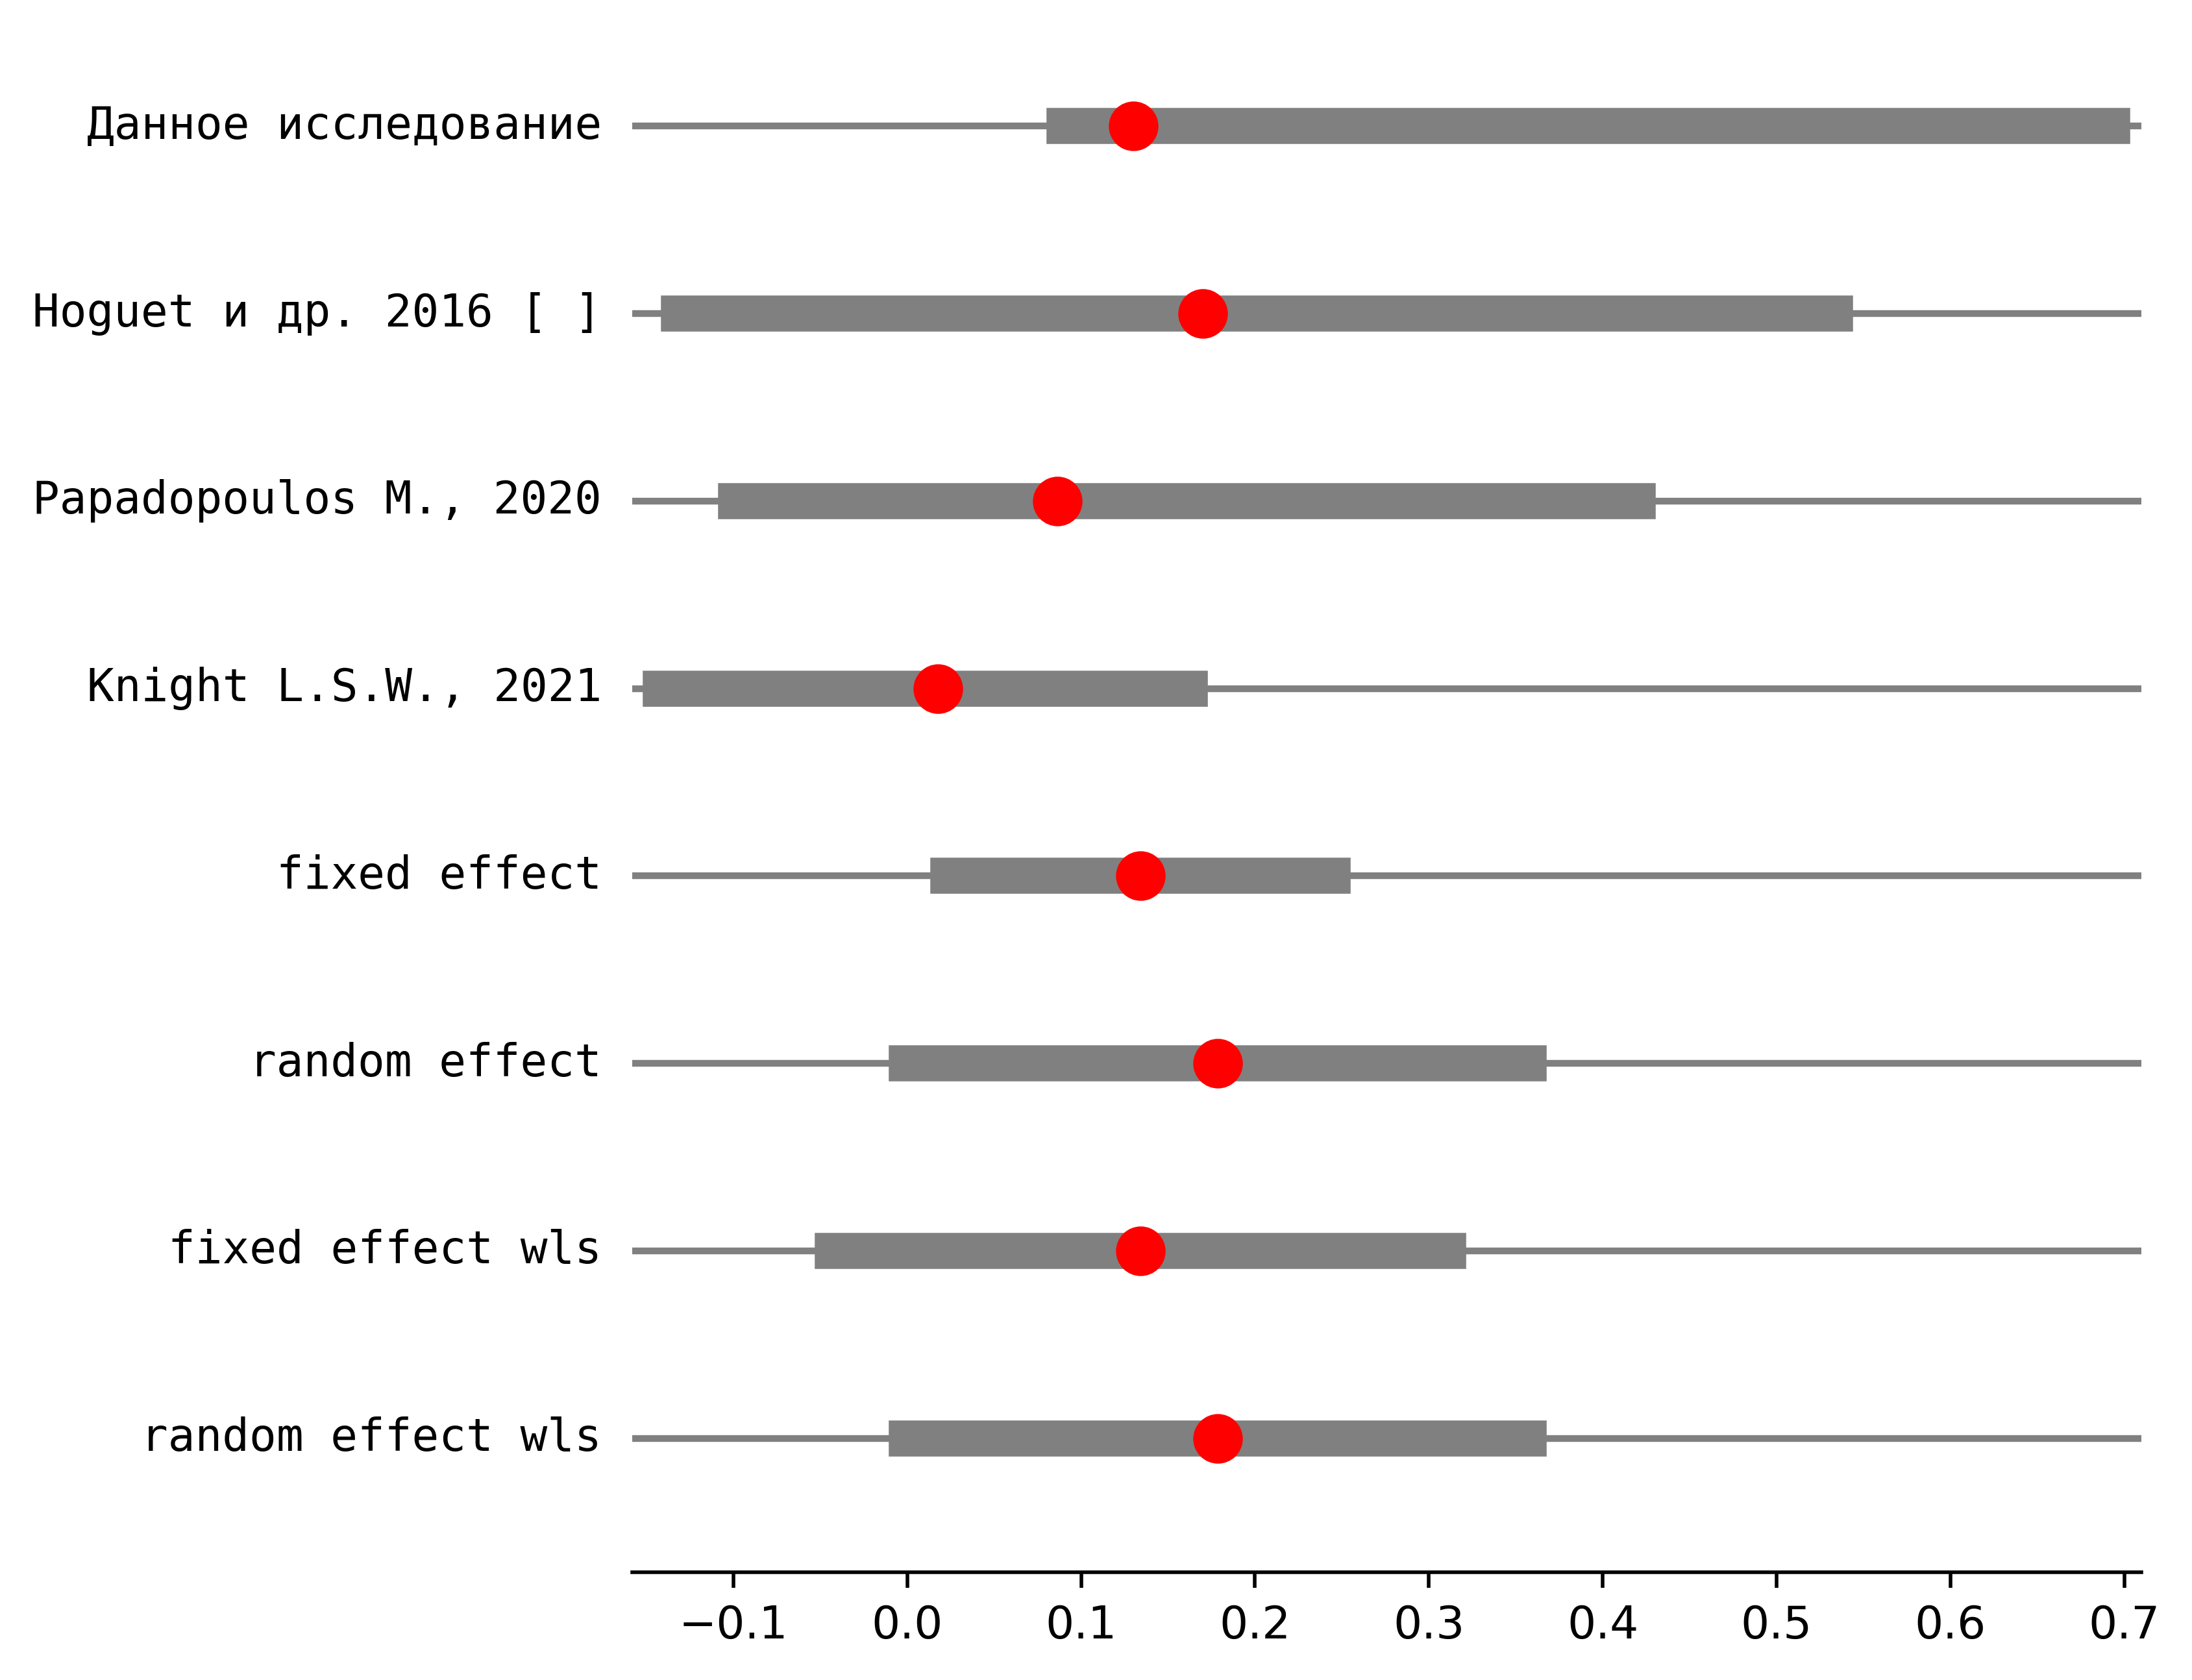 Данное исследование
Hoguet и др. 2016 [ ]
Papadopoulos M., 2020
Knight L.S.W., 2021
fixed effect
random effect
fixed effect wls
random effect wls
−0.1 0.0 0.1 0.2 0.3 0.4 0.5 0.6 0.7